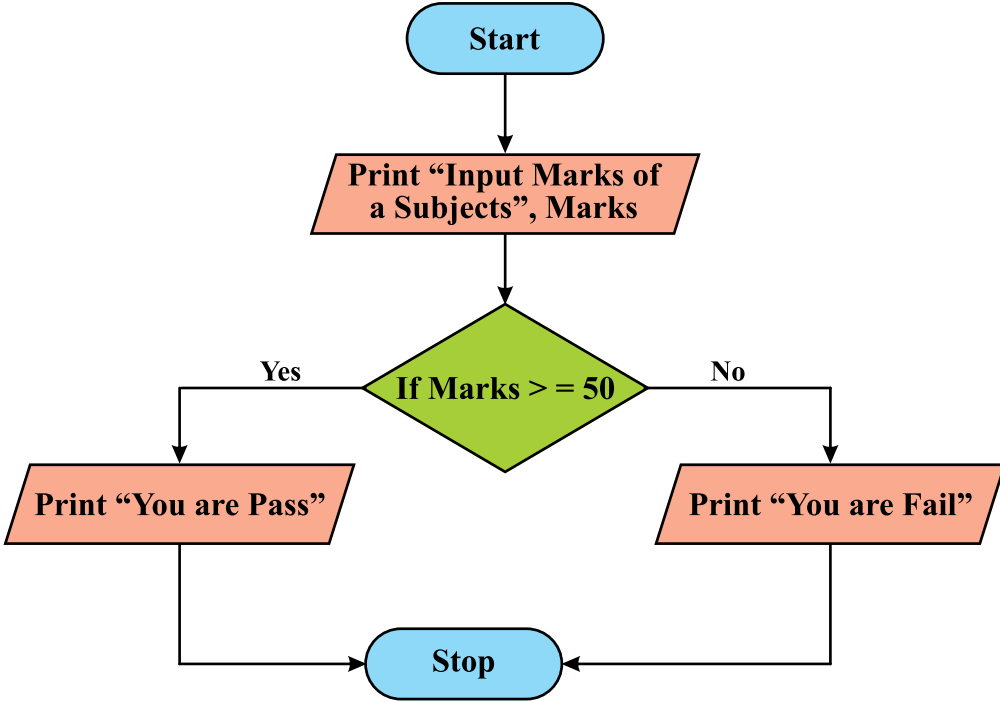 Start
Print “Input Marks of
a Subjects”, Marks
Yes
If Marks > = 50
No
Print “You are Pass”
Print “You are Fail”
Stop